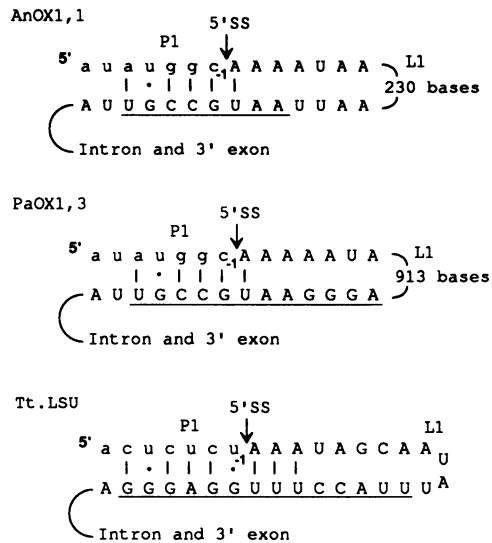 AnOX1,1
5'SS
P1
5' a u a u g g c -1 A A A A U A A L1
230 bases
A U U G C C G U A A U U A A
Intron and 3' exon
PaOX1,3
5'SS
P1
5' a u a u g g c -1 A A A A A U A L1
913 bases
A U U G C C G U A A G G G A
Intron and 3' exon
Tt.LSU
5'SS
P1
L1
5' a c u c u c u -1 A A A U A G C A A U
A
A G G G A G G U U U C C A U U U
Intron and 3' exon